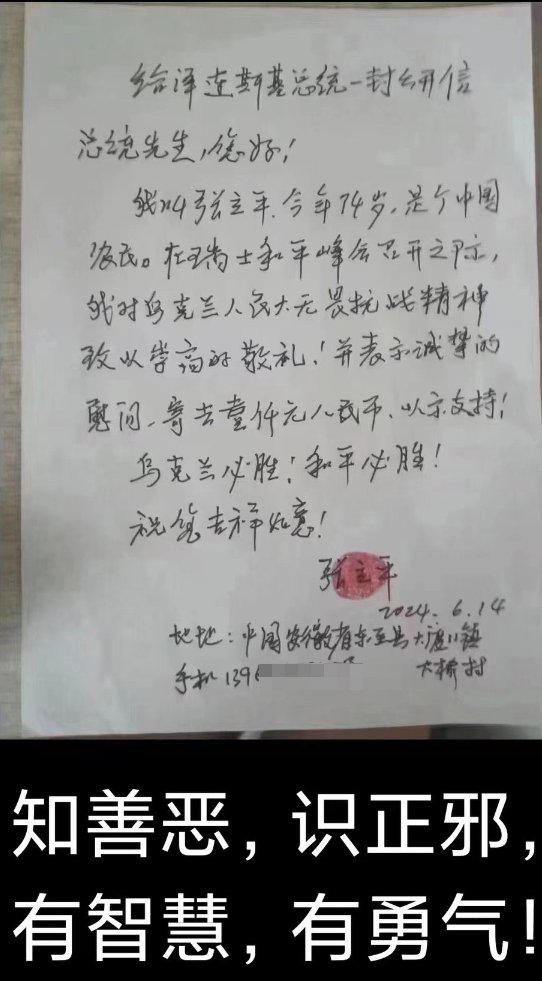 给泽连斯基总统一封公开信
总统先生,您好!
我叫张立平.今年74岁,是个中国
农民。在瑞士和平峰会召开之际,
我对乌克兰人民大无畏抗战精神
致以崇高的敬礼!并表示诚挚的
慰问、寄去壹仟元人民币、以示支持!
乌克兰必胜!和平必胜!
祝您吉祥如意!
张立平
2024.6.14
地址:中国安徽省东至县大渡口镇
大桥村
手机139
知善恶,识正邪,
有智慧,有勇气!